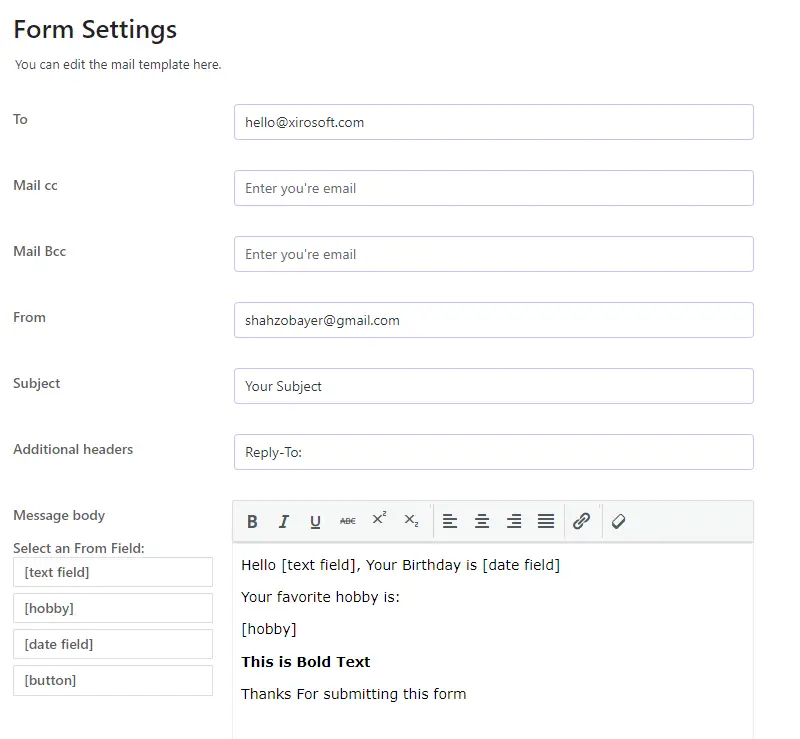 Form Settings
You can edit the mail template here.
To
hello@xirosoft.com
Mail cc
Enter you're email
Mail Bcc
Enter you're email
From
shahzobayer@gmail.com
Subject
Your Subject
Additional headers
Reply-To:
Message body
B I U ABC X² X₂
Select an From Field:
[text field]
[hobby]
[date field]
[button]
Hello [text field], Your Birthday is [date field]
Your favorite hobby is:
[hobby]
This is Bold Text
Thanks For submitting this form